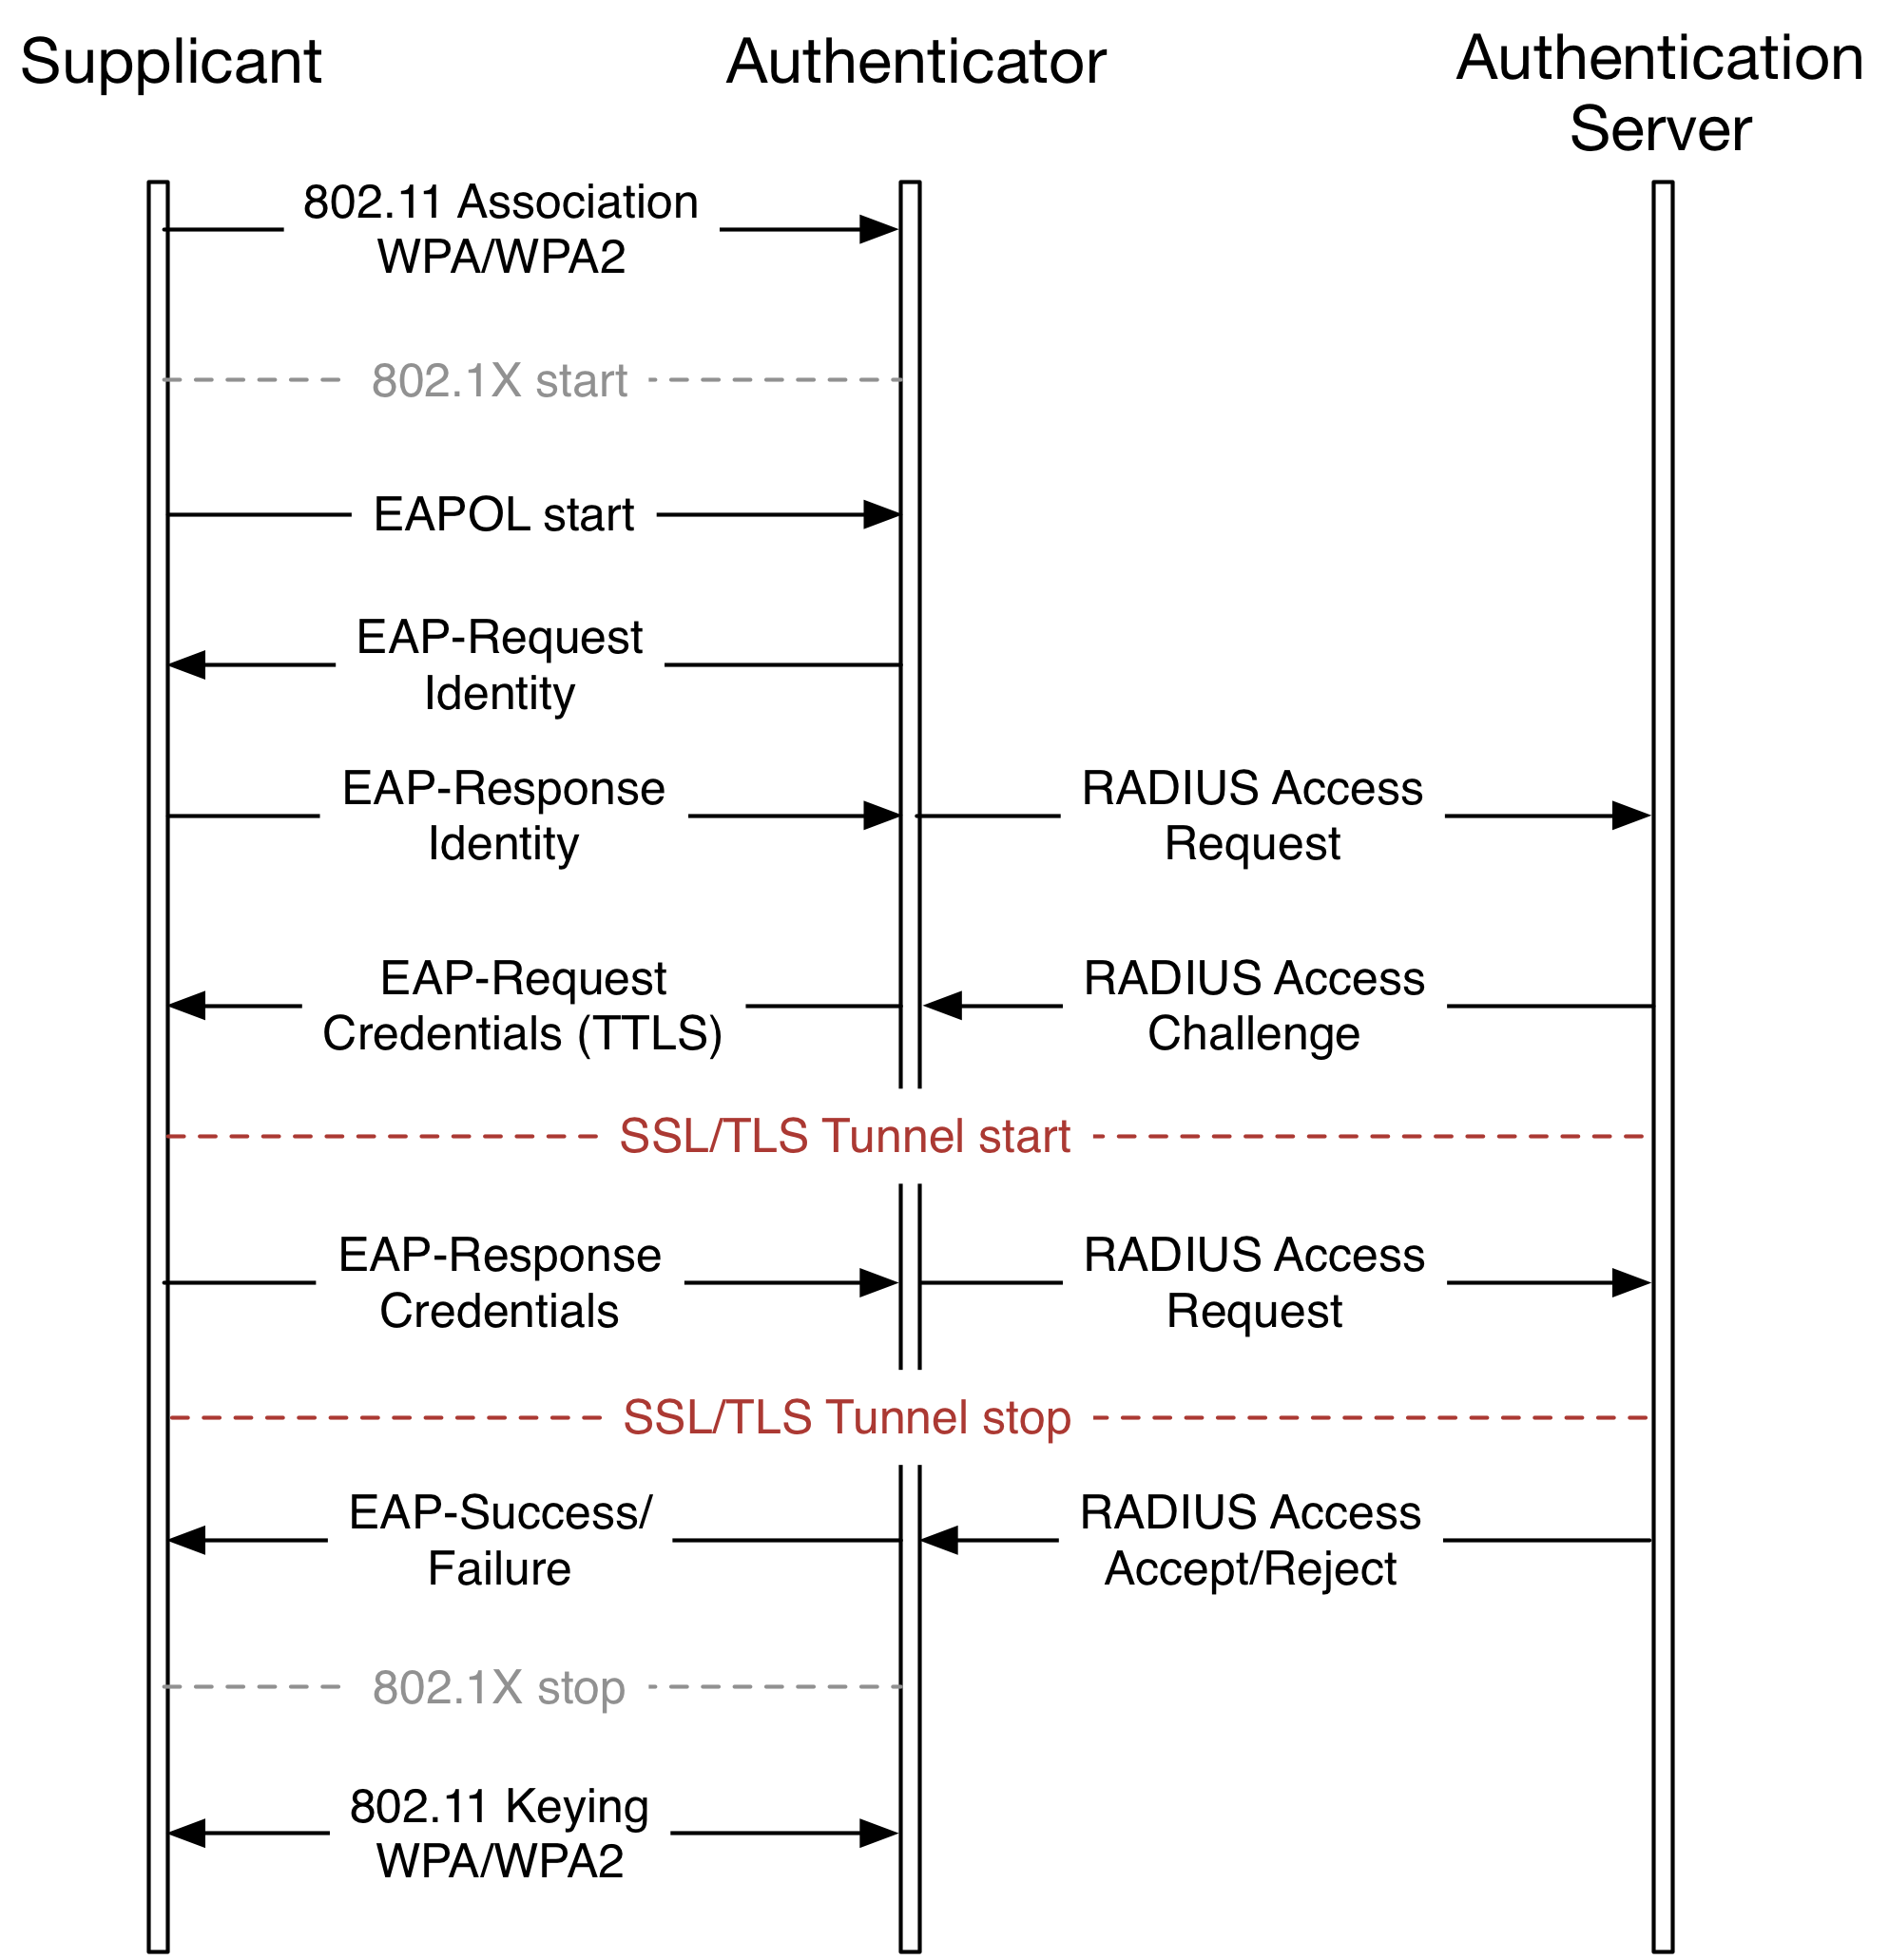 Supplicant
Authenticator
Authentication
Server
802.11 Association
WPA/WPA2
802.1X start
EAPOL start
EAP-Request
Identity
EAP-Response
Identity
RADIUS Access
Request
EAP-Request
Credentials (TTLS)
RADIUS Access
Challenge
SSL/TLS Tunnel start
EAP-Response
Credentials
RADIUS Access
Request
SSL/TLS Tunnel stop
EAP-Success/
Failure
RADIUS Access
Accept/Reject
802.1X stop
802.11 Keying
WPA/WPA2